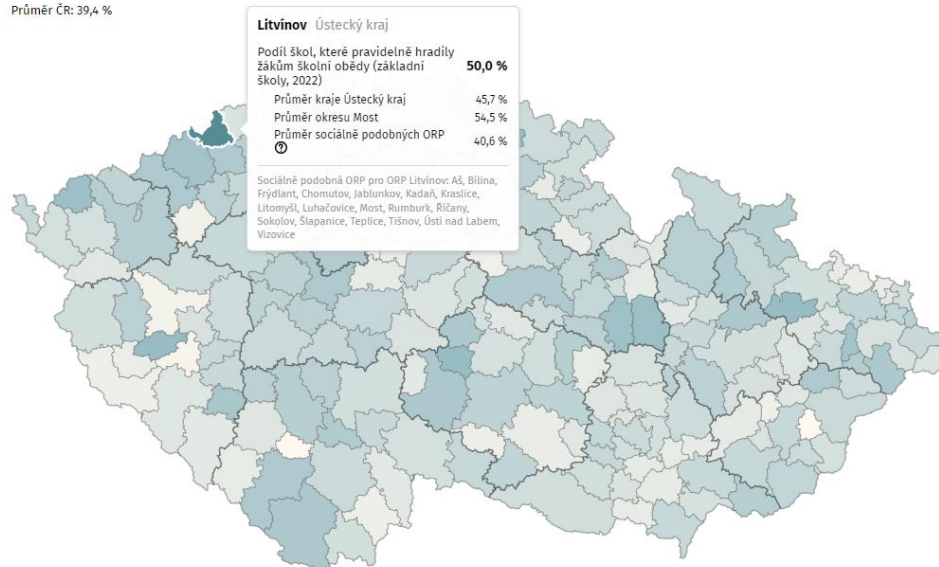 Průměr ČR: 39,4 %
Litvínov Ústecký kraj
Podíl škol, které pravidelně hradily
žákům školní obědy (základní
školy, 2022)
50,0 %
Průměr kraje Ústecký kraj 45,7 %
Průměr okresu Most 54,5 %
Průměr sociálně podobných ORP
? 40,6 %
Sociálně podobná ORP pro ORP Litvínov: Aš, Bílina,
Frýdlant, Chomutov, Jablunkov, Kadaň, Kraslice,
Litomyšl, Luhačovice, Most, Rumburk, Říčany,
Sokolov, Šlapanice, Teplice, Tišnov, Ústí nad Labem,
Vizovice